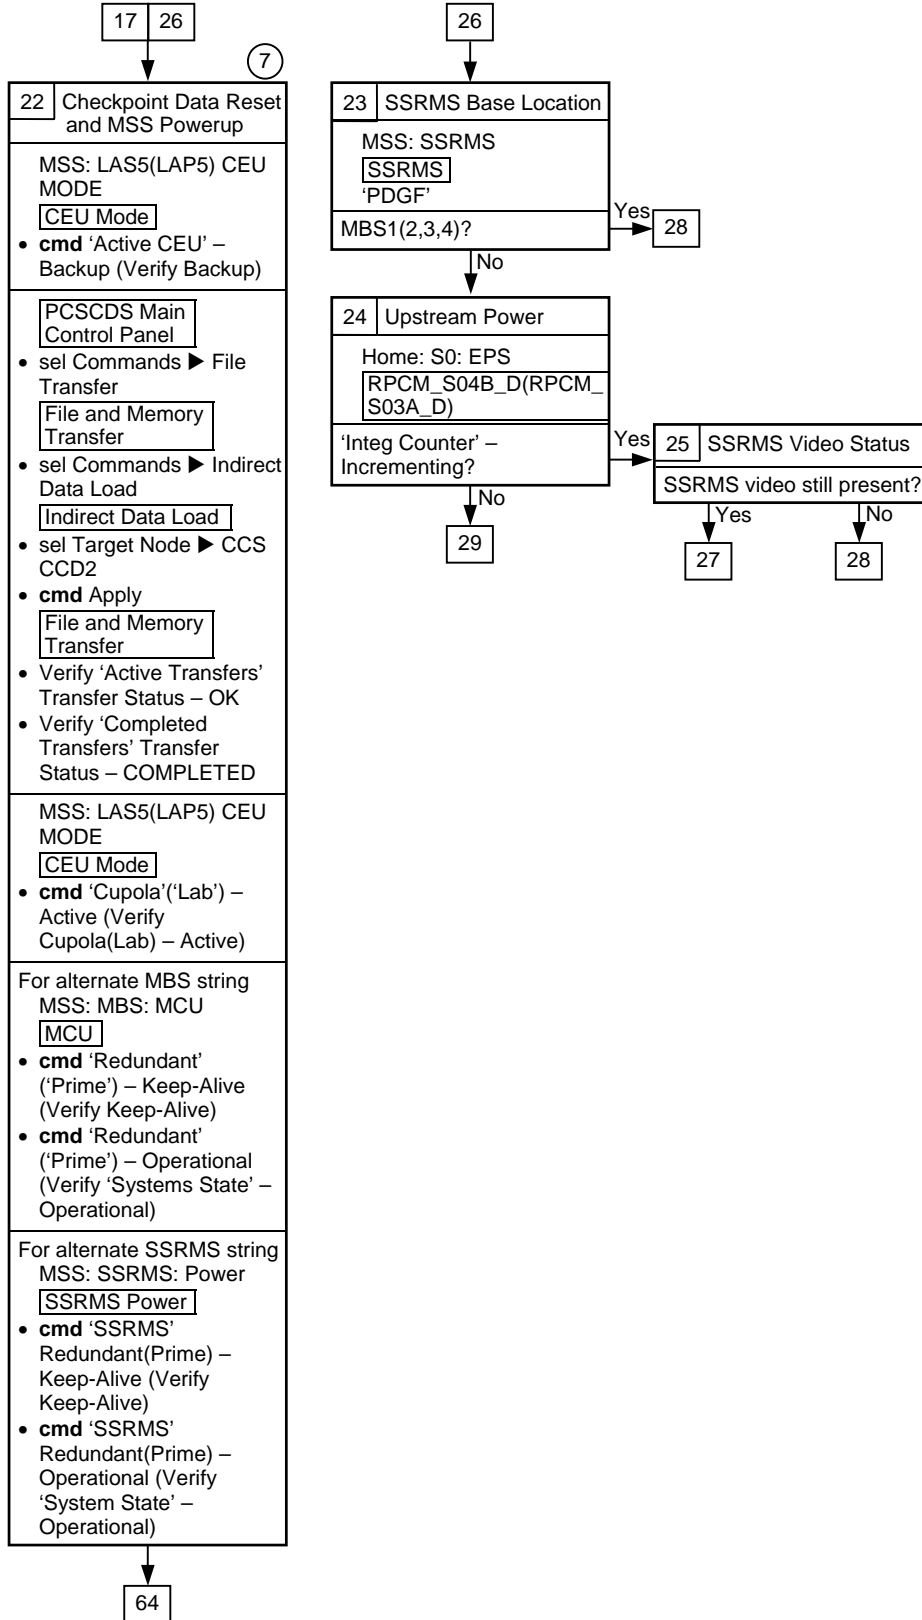 17 26
7
22 Checkpoint Data Reset
and MSS Powerup
MSS: LAS5(LAP5) CEU
MODE
CEU Mode
• cmd ‘Active CEU’ –
Backup (Verify Backup)
PCSCDS Main
Control Panel
• sel Commands ▶ File
Transfer
File and Memory
Transfer
• sel Commands ▶ Indirect
Data Load
Indirect Data Load
• sel Target Node ▶ CCS
CCD2
• cmd Apply
File and Memory
Transfer
• Verify ‘Active Transfers’
Transfer Status – OK
• Verify ‘Completed
Transfers’ Transfer
Status – COMPLETED
MSS: LAS5(LAP5) CEU
MODE
CEU Mode
• cmd ‘Cupola’(‘Lab’) –
Active (Verify
Cupola(Lab) – Active)
For alternate MBS string
MSS: MBS: MCU
MCU
• cmd ‘Redundant’
(‘Prime’) – Keep-Alive
(Verify Keep-Alive)
• cmd ‘Redundant’
(‘Prime’) – Operational
(Verify ‘Systems State’ –
Operational)
For alternate SSRMS string
MSS: SSRMS: Power
SSRMS Power
• cmd ‘SSRMS’
Redundant(Prime) –
Keep-Alive (Verify
Keep-Alive)
• cmd ‘SSRMS’
Redundant(Prime) –
Operational (Verify
‘System State’ –
Operational)
64
26
23 SSRMS Base Location
MSS: SSRMS
SSRMS
‘PDGF’
MBS1(2,3,4)?
Yes
28
No
24 Upstream Power
Home: S0: EPS
RPCM_S04B_D(RPCM_
S03A_D)
‘Integ Counter’ –
Incrementing?
Yes
No
29
25 SSRMS Video Status
SSRMS video still present?
Yes
No
27
28